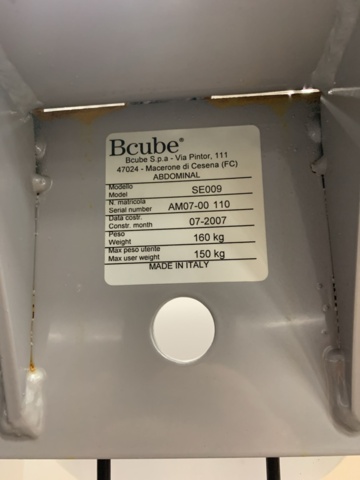 Bcube®
Bcube S.p.a - Via Pintor, 111
47024 - Macerone di Cesena (FC)
ABDOMINAL
Modello
Model SE009
N. matricola
Serial number AM07-00 110
Data costr.
Constr. month 07-2007
Peso
Weight 160 kg
Max peso utente
Max user weight 150 kg
MADE IN ITALY